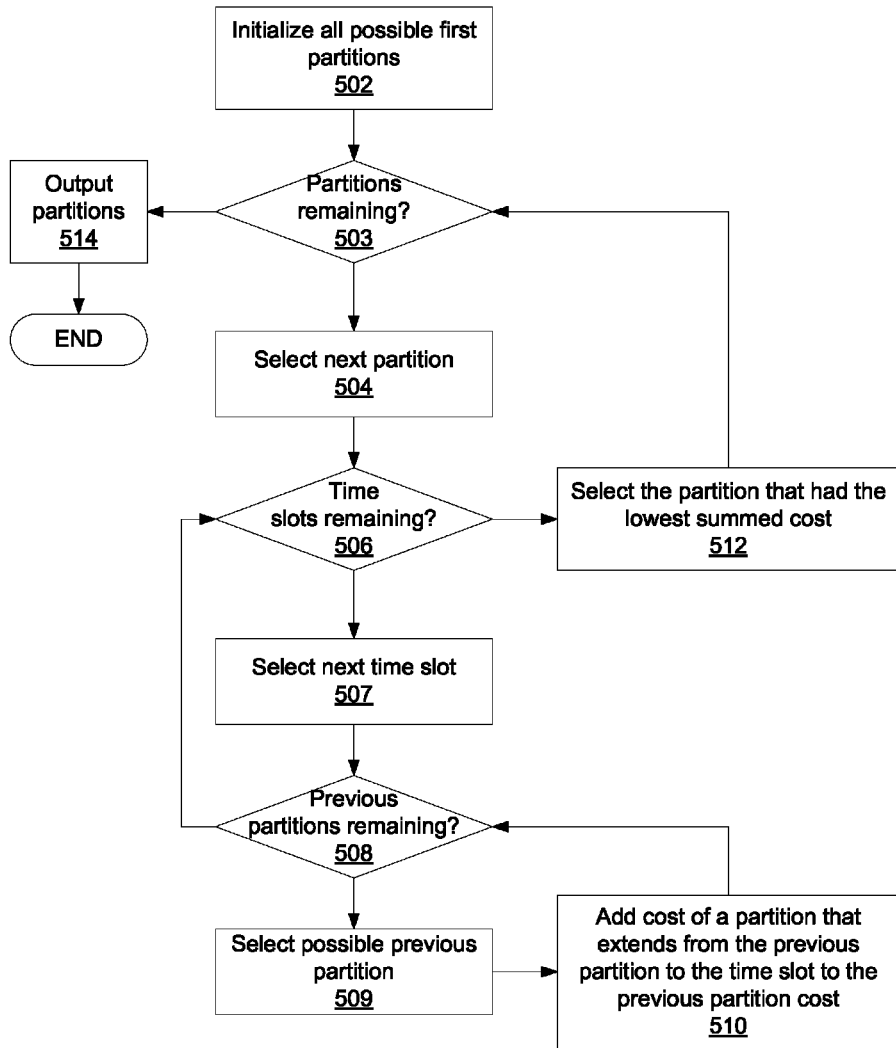 Initialize all possible first
partitions
502
Partitions
remaining?
503
Output
partitions
514
END
Select next partition
504
Time
slots remaining?
506
Select the partition that had the
lowest summed cost
512
Select next time slot
507
Previous
partitions remaining?
508
Select possible previous
partition
509
Add cost of a partition that
extends from the previous
partition to the time slot to the
previous partition cost
510